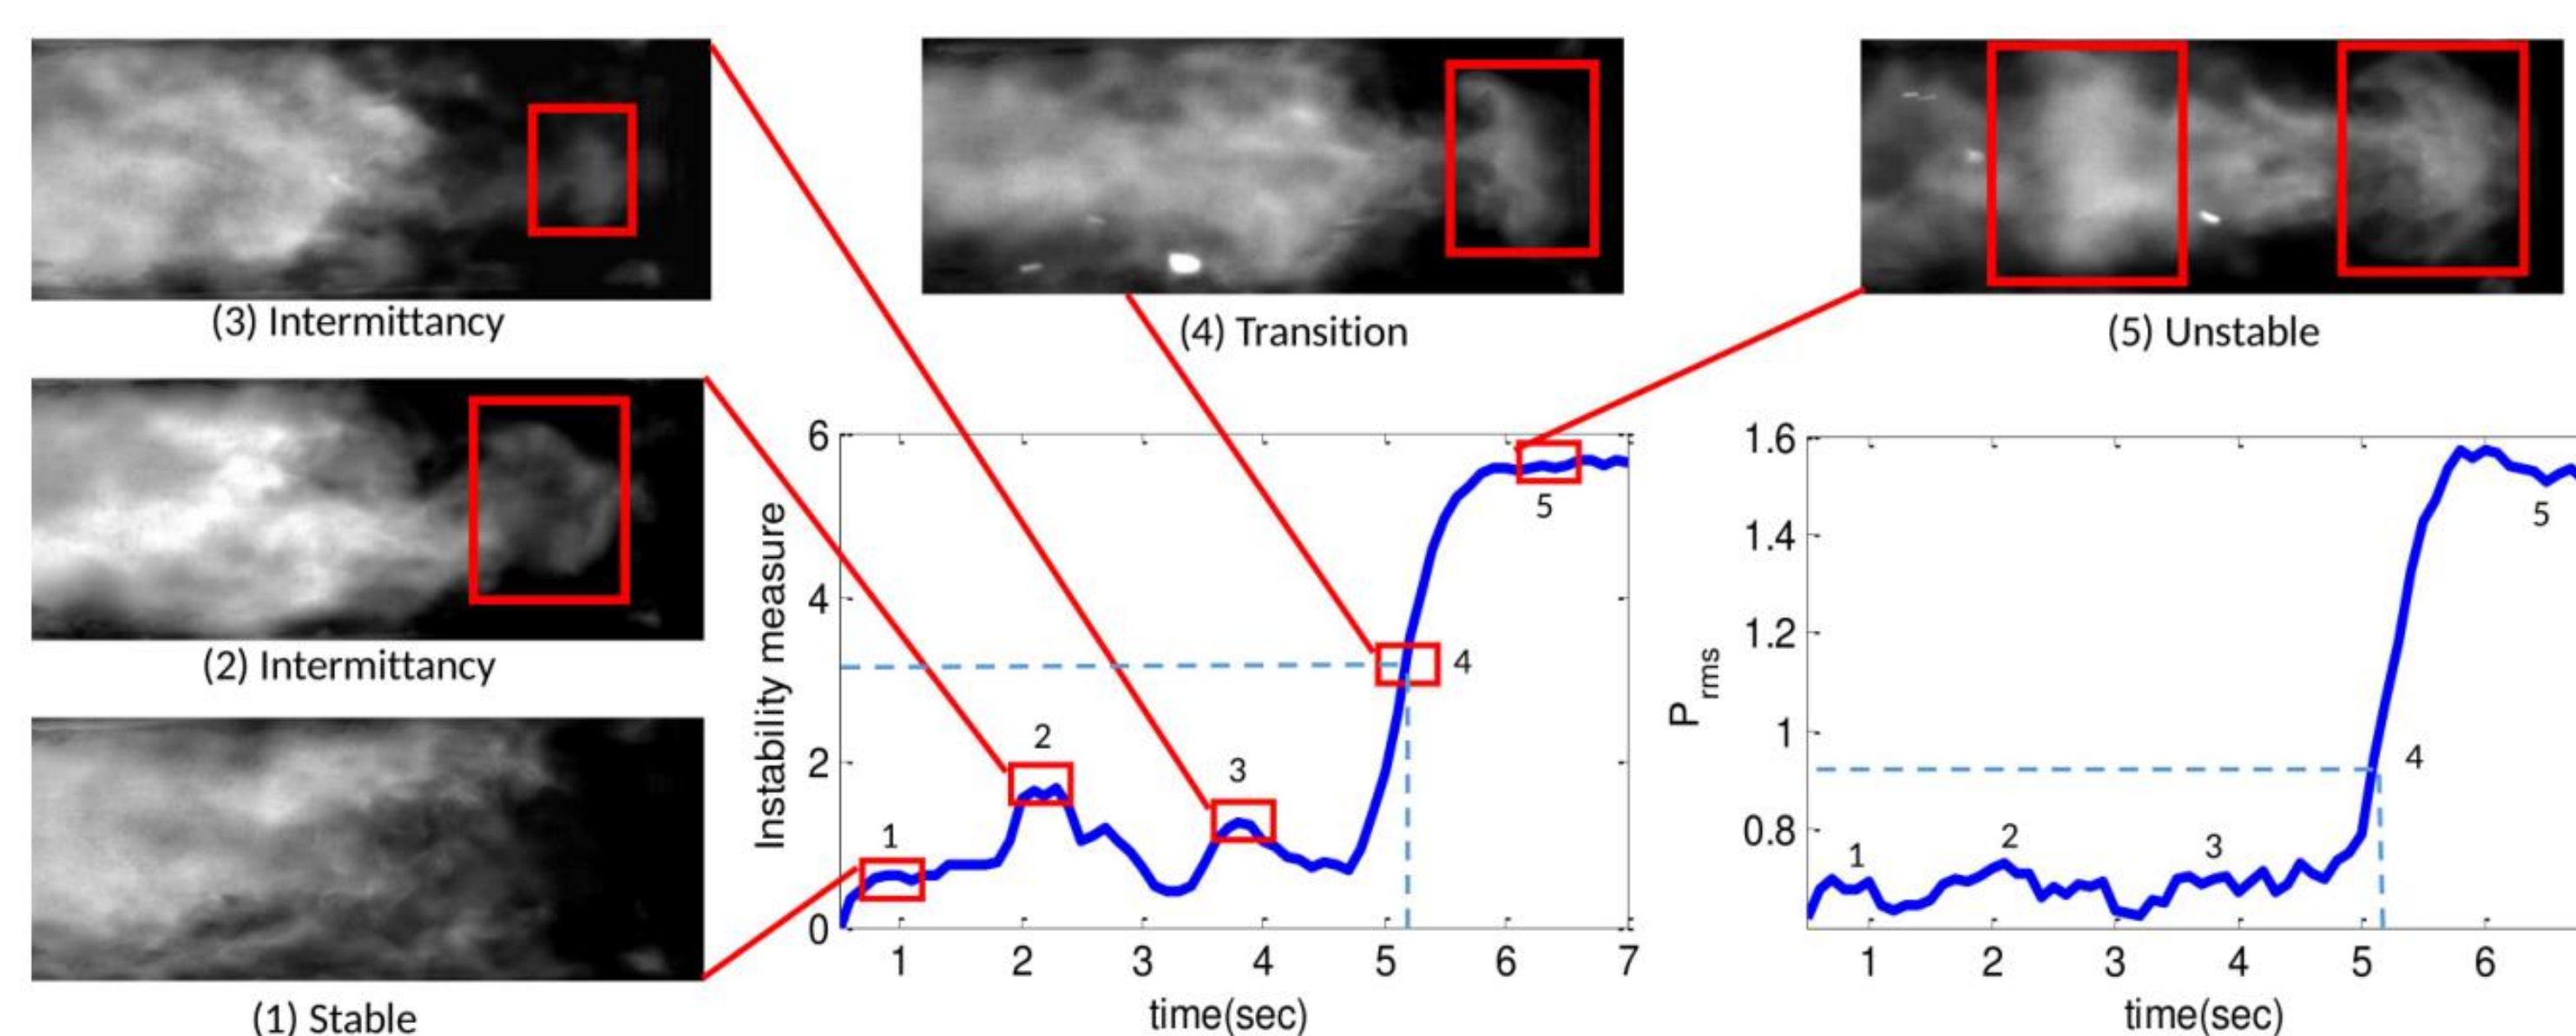 (3) Intermittancy
(4) Transition
(5) Unstable
(2) Intermittancy
(1) Stable
Instability measure
6
4
2
0
1
2
3
4
5
1 2 3 4 5 6 7
time(sec)
P rms
1.6
1.4
1.2
1
0.8
1
2
3
4
5
1 2 3 4 5 6
time(sec)